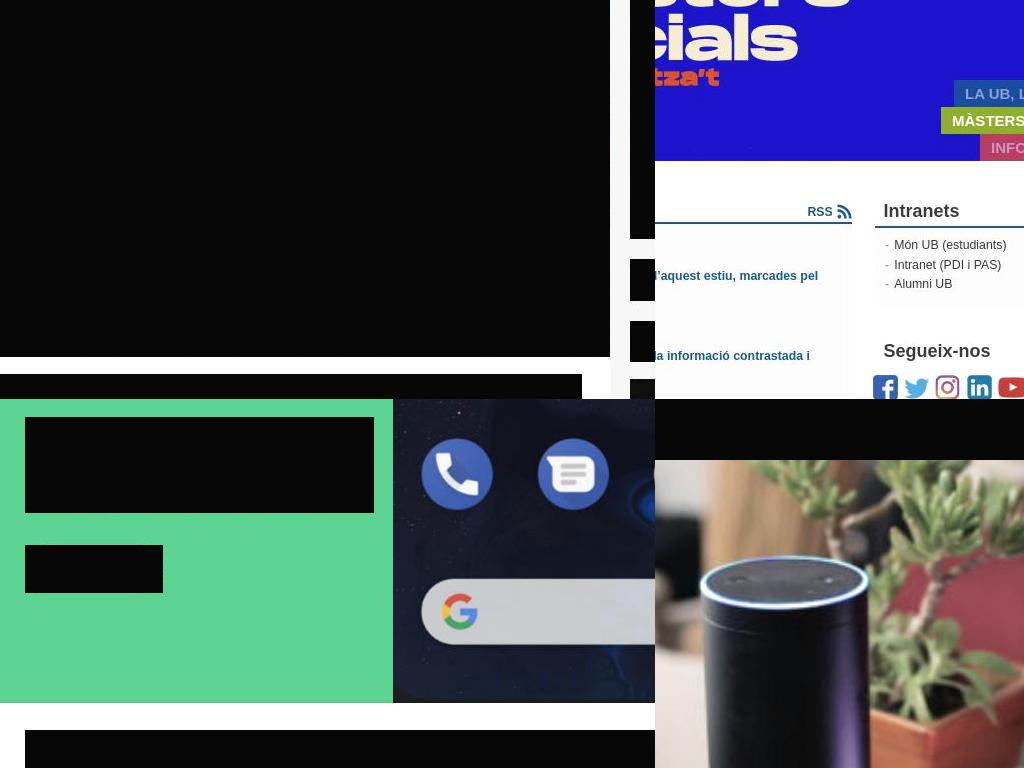 cials
tza't
LA UB, L
MÀSTERS
INFO
RSS
Intranets
d'aquest estiu, marcades pel
- Món UB (estudiants)
- Intranet (PDI i PAS)
- Alumni UB
la informació contrastada i
Segueix-nos